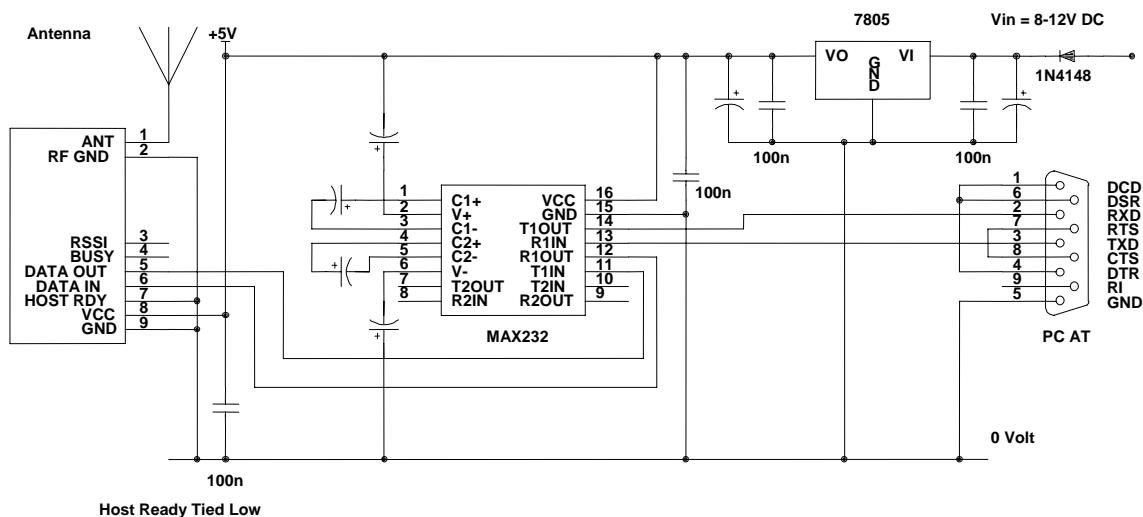 Antenna
+5V
7805
Vin = 8-12V DC
VO
GND
VI
1N4148
+
+
100n
100n
1 ANT
2 RF GND
3 RSSI
4 BUSY
5 DATA OUT
6 DATA IN
7 HOST RDY
8 VCC
9 GND
+
+
+
+
1 C1+
2 V+
3 C1-
4 C2+
5 C2-
6 V-
7 T2OUT
8 R2IN
VCC 16
GND 15
T1OUT 14
R1IN 13
R1OUT 12
T1IN 11
T2IN 10
R2OUT 9
MAX232
100n
1 DCD
6 DSR
2 RXD
7 RTS
3 TXD
8 CTS
4 DTR
9 RI
5 GND
PC AT
0 Volt
100n
Host Ready Tied Low